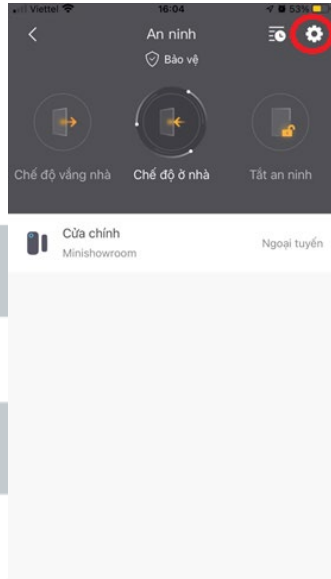 Viettel 16:04 53%
An ninh
Bảo vệ
Chế độ vắng nhà Chế độ ở nhà Tắt an ninh
Cửa chính
Minishowroom
Ngoại tuyến